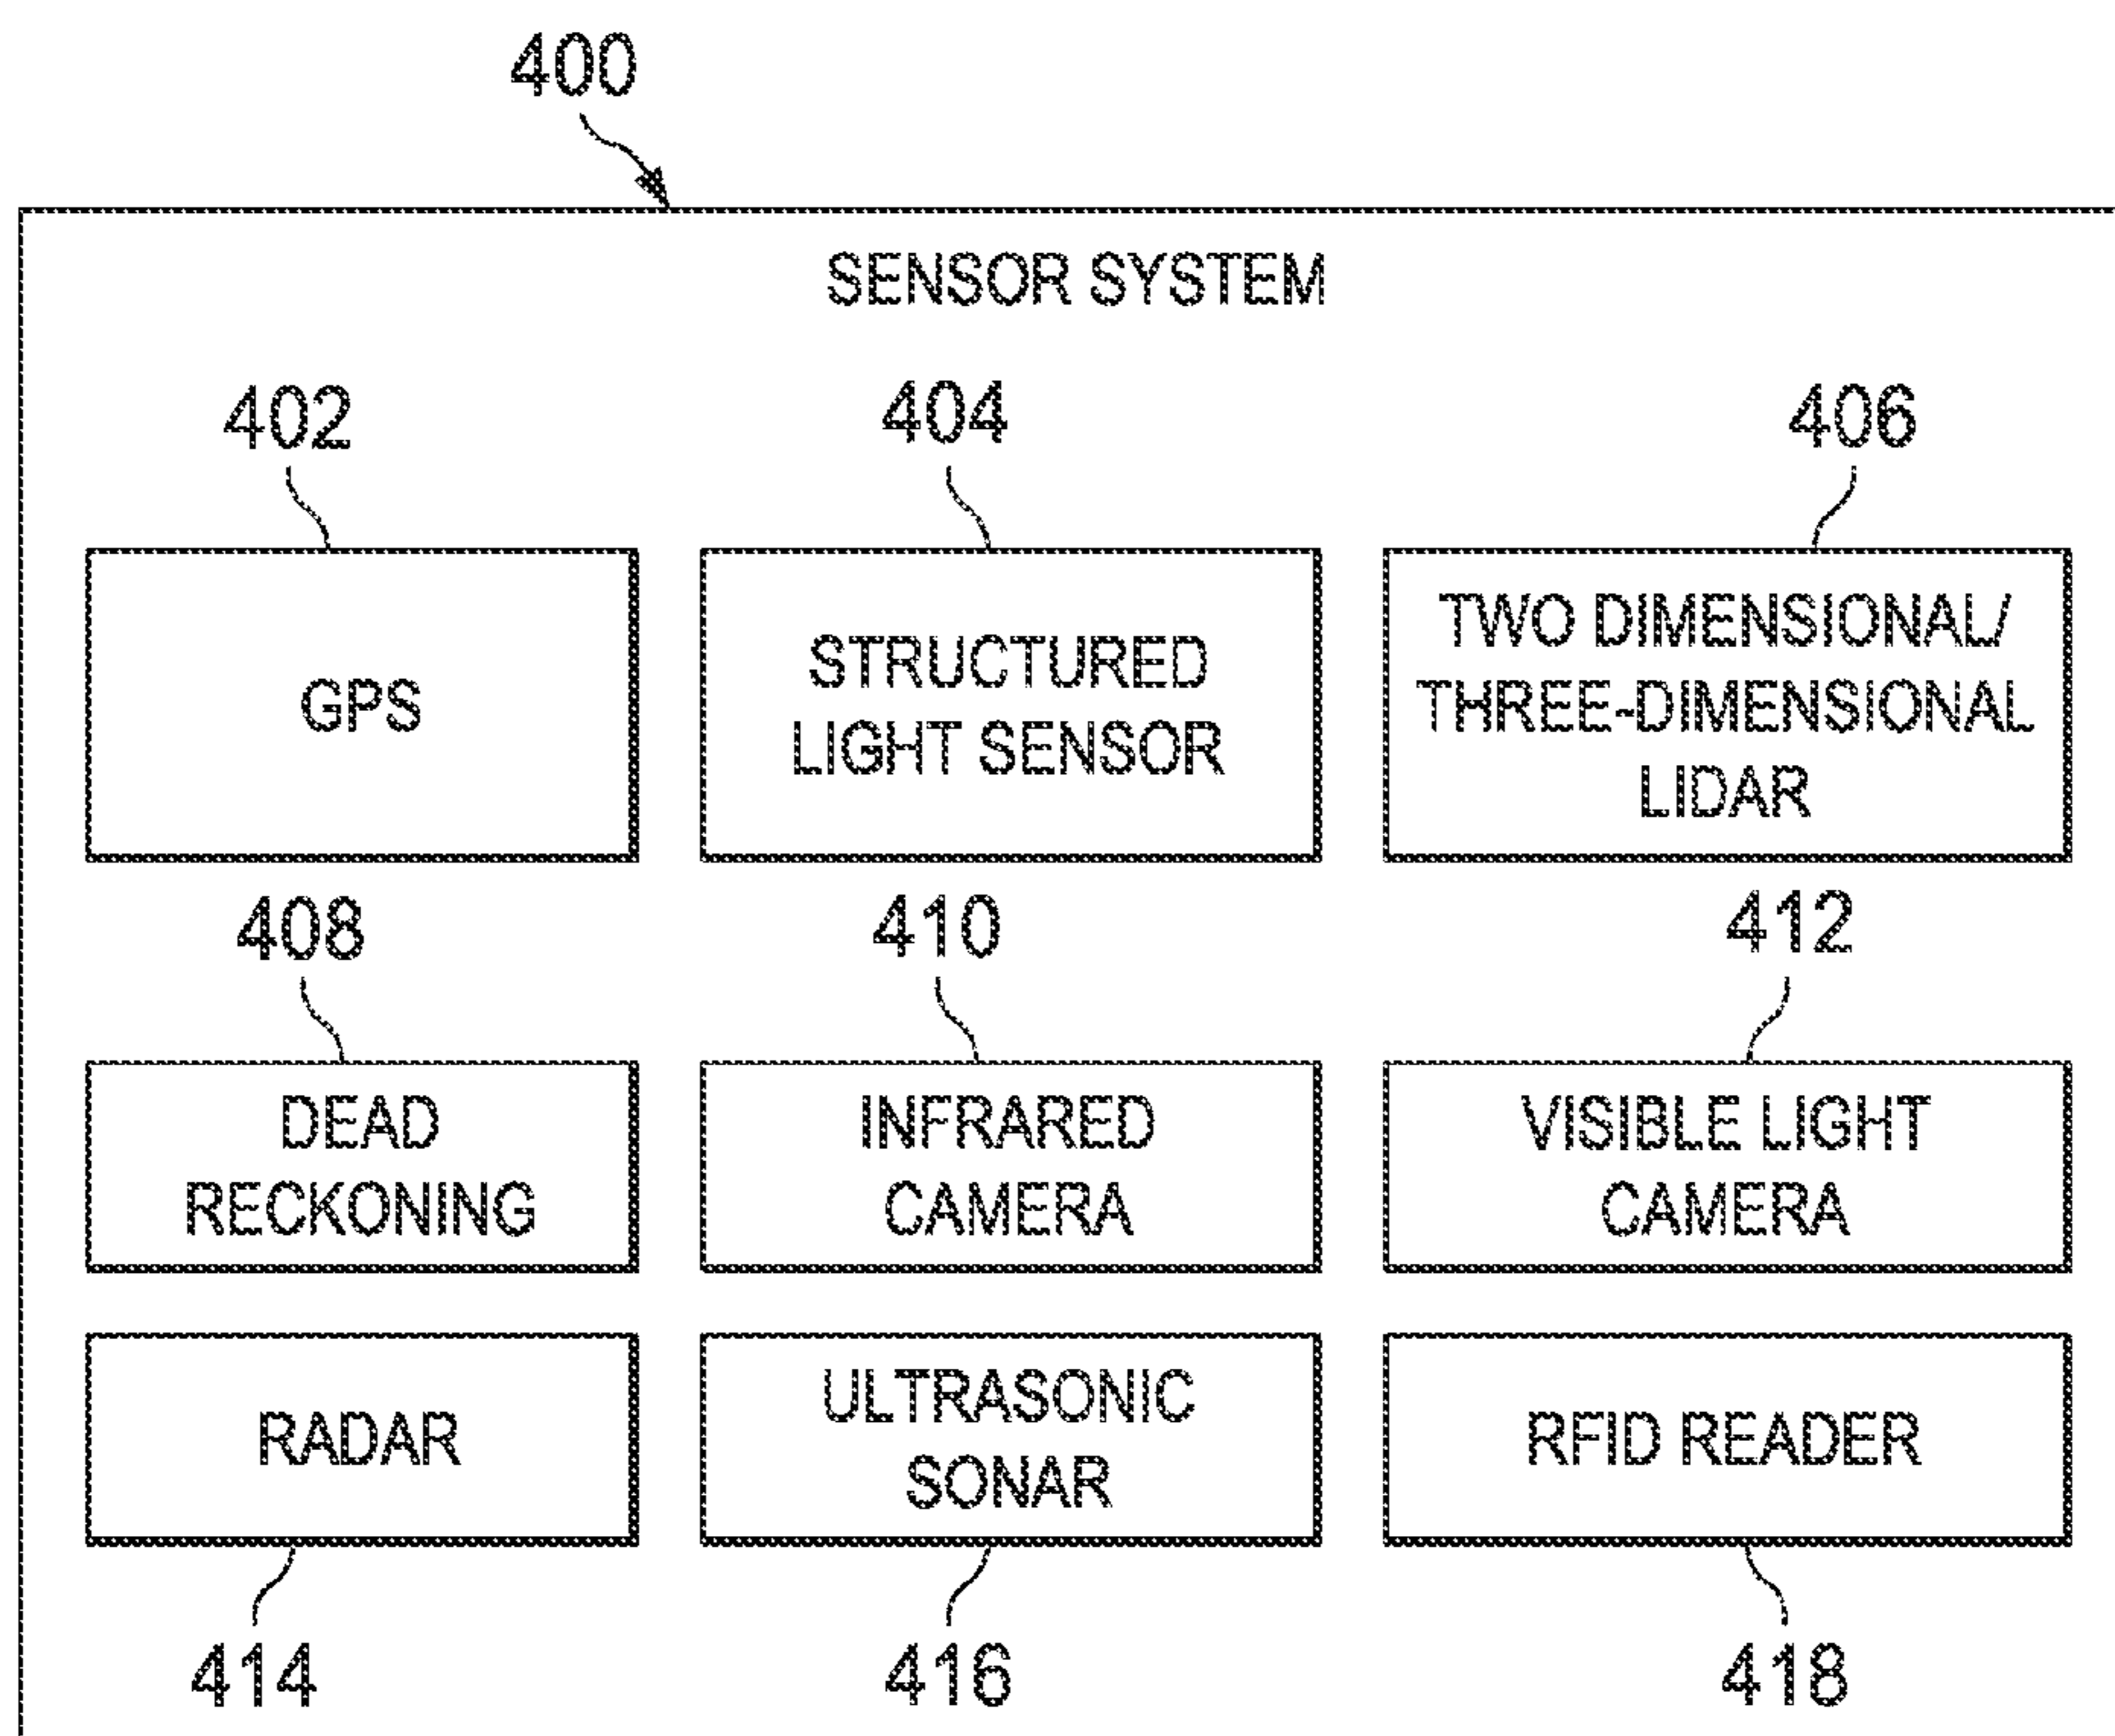 400
SENSOR SYSTEM
402
404
406
GPS
STRUCTURED
LIGHT SENSOR
TWO DIMENSIONAL/
THREE-DIMENSIONAL
LIDAR
408
410
412
DEAD
RECKONING
INFRARED
CAMERA
VISIBLE LIGHT
CAMERA
RADAR
ULTRASONIC
SONAR
RFID READER
414
416
418